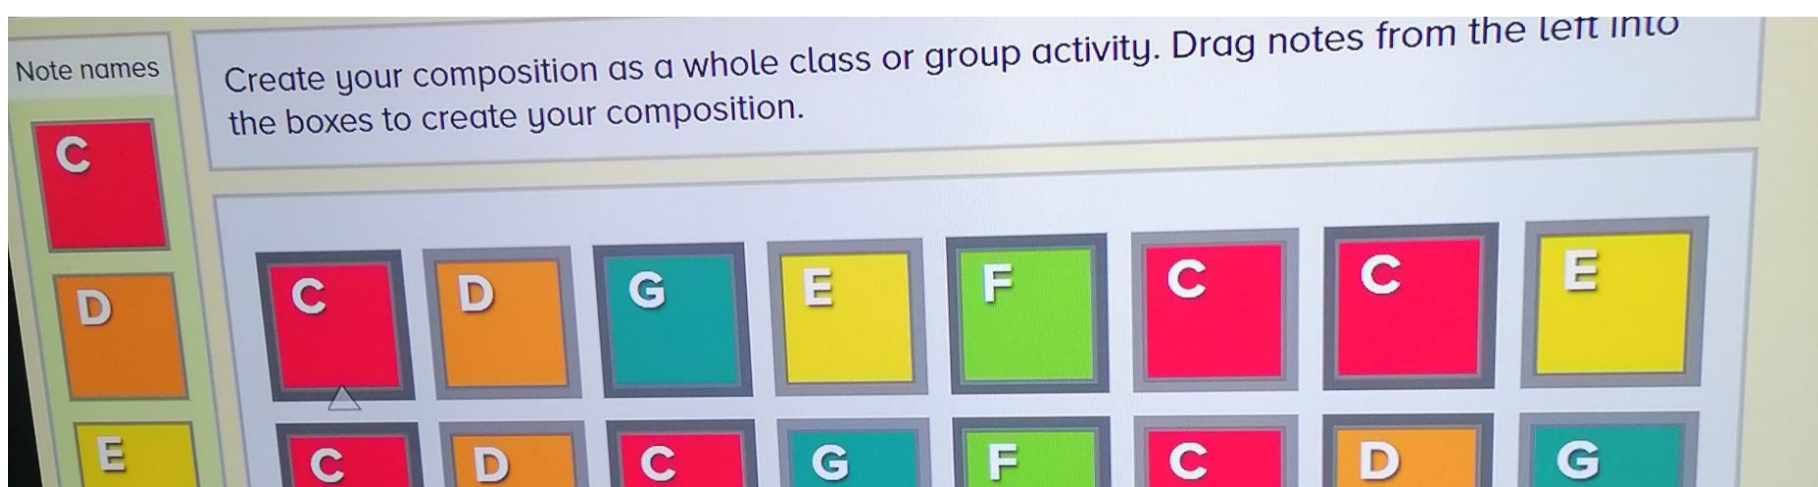 Note names
C
D
E
Create your composition as a whole class or group activity. Drag notes from the left into
the boxes to create your composition.
C D G E F C C E
C D C G F C D G